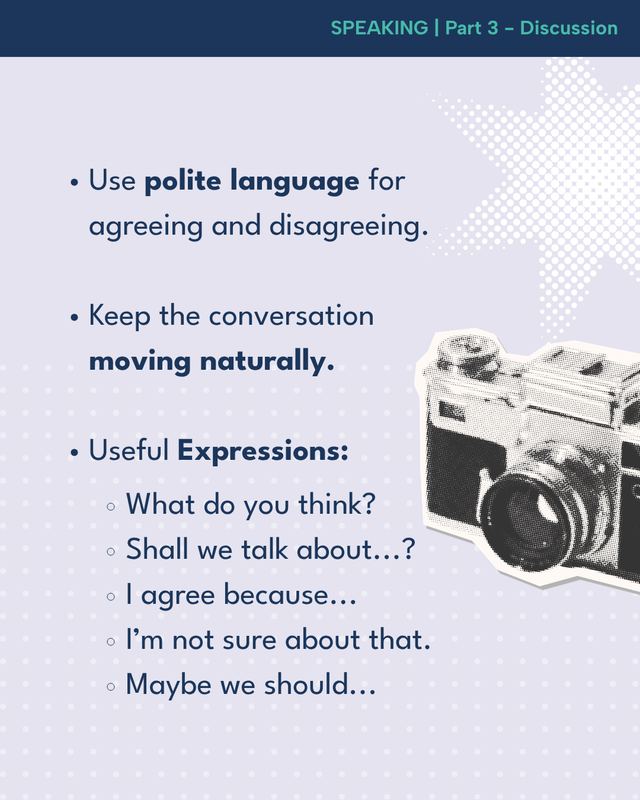 SPEAKING | Part 3 – Discussion
• Use polite language for
agreeing and disagreeing.
• Keep the conversation
moving naturally.
• Useful Expressions:
◦ What do you think?
◦ Shall we talk about...?
◦ I agree because...
◦ I'm not sure about that.
◦ Maybe we should...